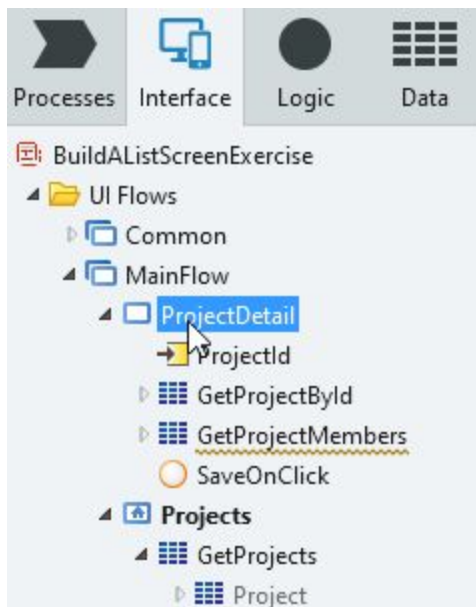 Processes Interface Logic Data
BuildAListScreenExercise
UI Flows
Common
MainFlow
ProjectDetail
ProjectId
GetProjectById
GetProjectMembers
SaveOnClick
Projects
GetProjects
Project